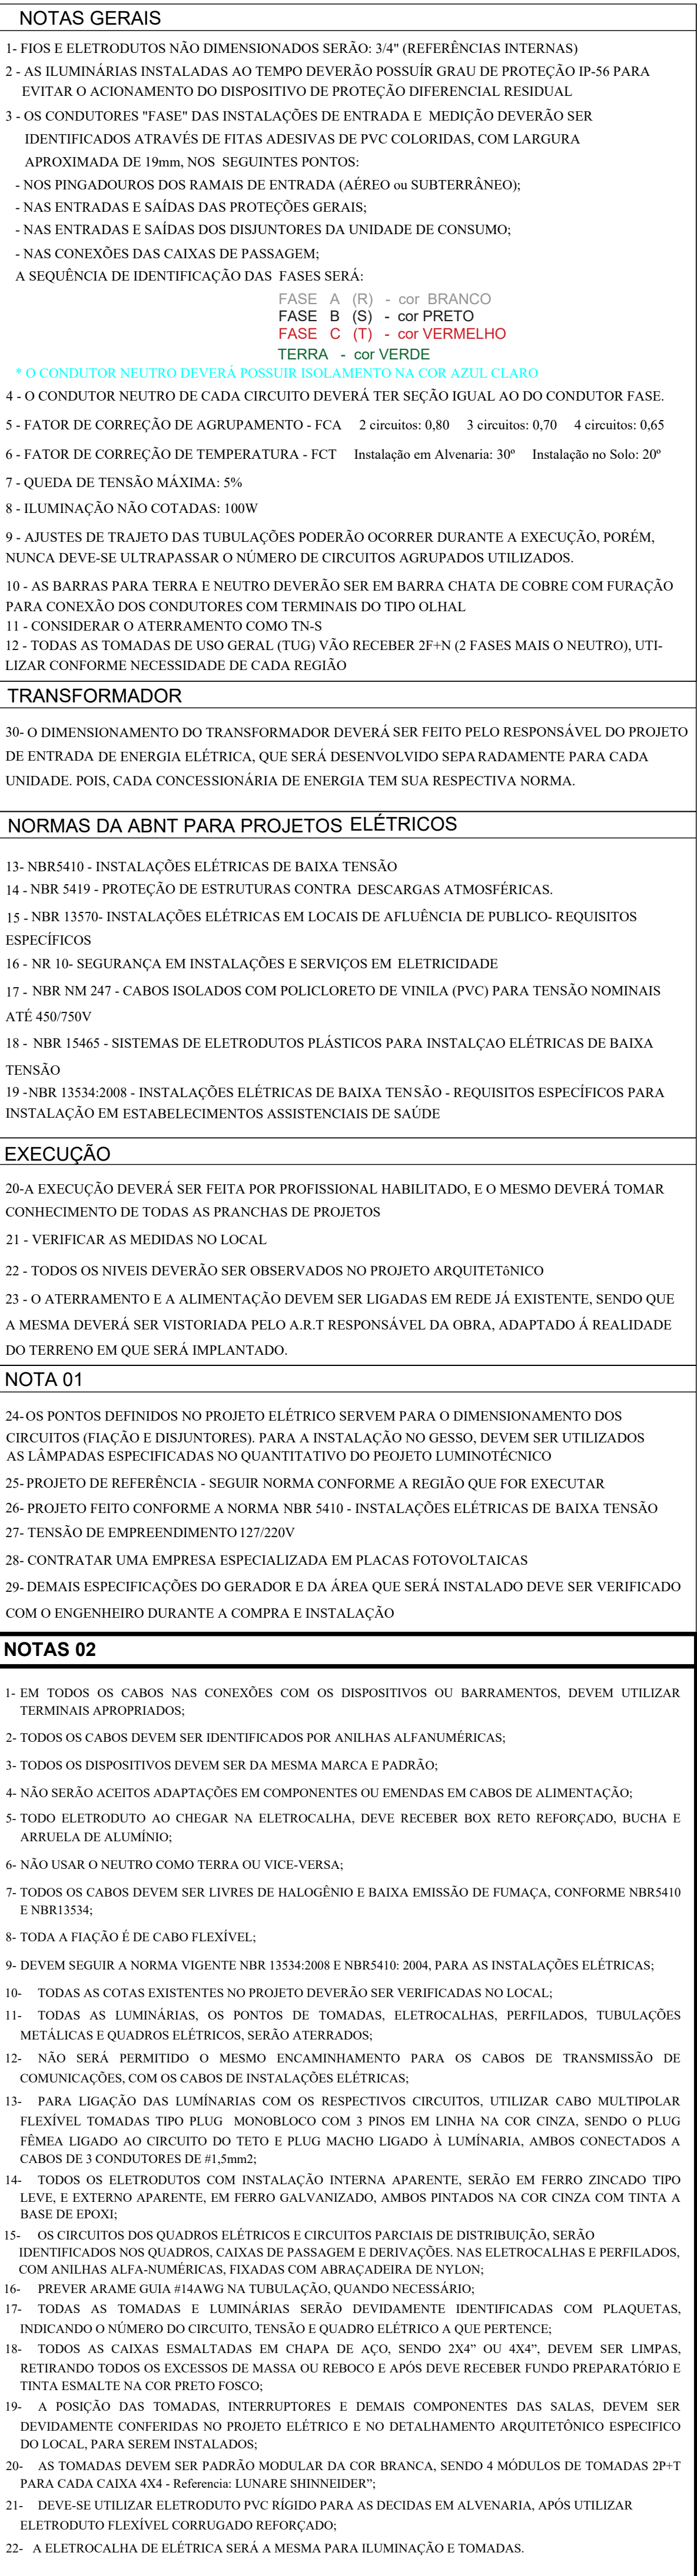 NOTAS GERAIS
1- FIOS E ELETRODUTOS NÃO DIMENSIONADOS SERÃO: 3/4" (REFERÊNCIAS INTERNAS)
2 - AS ILUMINÁRIAS INSTALADAS AO TEMPO DEVERÃO POSSUÍR GRAU DE PROTEÇÃO IP-56 PARA
EVITAR O ACIONAMENTO DO DISPOSITIVO DE PROTEÇÃO DIFERENCIAL RESIDUAL
3 - OS CONDUTORES "FASE" DAS INSTALAÇÕES DE ENTRADA E MEDIÇÃO DEVERÃO SER
IDENTIFICADOS ATRAVÉS DE FITAS ADESIVAS DE PVC COLORIDAS, COM LARGURA
APROXIMADA DE 19mm, NOS SEGUINTES PONTOS:
- NOS PINGADOUROS DOS RAMAIS DE ENTRADA (AÉREO ou SUBTERRÂNEO);
- NAS ENTRADAS E SAÍDAS DAS PROTEÇÕES GERAIS;
- NAS ENTRADAS E SAÍDAS DOS DISJUNTORES DA UNIDADE DE CONSUMO;
- NAS CONEXÕES DAS CAIXAS DE PASSAGEM;
A SEQUÊNCIA DE IDENTIFICAÇÃO DAS FASES SERÁ:
FASE A (R) - cor BRANCO
FASE B (S) - cor PRETO
FASE C (T) - cor VERMELHO
TERRA - cor VERDE
* O CONDUTOR NEUTRO DEVERÁ POSSUIR ISOLAMENTO NA COR AZUL CLARO
4 - O CONDUTOR NEUTRO DE CADA CIRCUITO DEVERÁ TER SEÇÃO IGUAL AO DO CONDUTOR FASE.
5 - FATOR DE CORREÇÃO DE AGRUPAMENTO - FCA 2 circuitos: 0,80 3 circuitos: 0,70 4 circuitos: 0,65
6 - FATOR DE CORREÇÃO DE TEMPERATURA - FCT Instalação em Alvenaria: 30º Instalação no Solo: 20º
7 - QUEDA DE TENSÃO MÁXIMA: 5%
8 - ILUMINAÇÃO NÃO COTADAS: 100W
9 - AJUSTES DE TRAJETO DAS TUBULAÇÕES PODERÃO OCORRER DURANTE A EXECUÇÃO, PORÉM,
NUNCA DEVE-SE ULTRAPASSAR O NÚMERO DE CIRCUITOS AGRUPADOS UTILIZADOS.
10 - AS BARRAS PARA TERRA E NEUTRO DEVERÃO SER EM BARRA CHATA DE COBRE COM FURAÇÃO
PARA CONEXÃO DOS CONDUTORES COM TERMINAIS DO TIPO OLHAL
11 - CONSIDERAR O ATERRAMENTO COMO TN-S
12 - TODAS AS TOMADAS DE USO GERAL (TUG) VÃO RECEBER 2F+N (2 FASES MAIS O NEUTRO), UTI-
LIZAR CONFORME NECESSIDADE DE CADA REGIÃO
TRANSFORMADOR
30- O DIMENSIONAMENTO DO TRANSFORMADOR DEVERÁ SER FEITO PELO RESPONSÁVEL DO PROJETO
DE ENTRADA DE ENERGIA ELÉTRICA, QUE SERÁ DESENVOLVIDO SEPARADAMENTE PARA CADA
UNIDADE. POIS, CADA CONCESSIONÁRIA DE ENERGIA TEM SUA RESPECTIVA NORMA.
NORMAS DA ABNT PARA PROJETOS ELÉTRICOS
13- NBR5410 - INSTALAÇÕES ELÉTRICAS DE BAIXA TENSÃO
14 - NBR 5419 - PROTEÇÃO DE ESTRUTURAS CONTRA DESCARGAS ATMOSFÉRICAS.
15 - NBR 13570- INSTALAÇÕES ELÉTRICAS EM LOCAIS DE AFLUÊNCIA DE PUBLICO- REQUISITOS
ESPECÍFICOS
16 - NR 10- SEGURANÇA EM INSTALAÇÕES E SERVIÇOS EM ELETRICIDADE
17 - NBR NM 247 - CABOS ISOLADOS COM POLICLORETO DE VINILA (PVC) PARA TENSÃO NOMINAIS
ATÉ 450/750V
18 - NBR 15465 - SISTEMAS DE ELETRODUTOS PLÁSTICOS PARA INSTALÇAO ELÉTRICAS DE BAIXA
TENSÃO
19 -NBR 13534:2008 - INSTALAÇÕES ELÉTRICAS DE BAIXA TENSÃO - REQUISITOS ESPECÍFICOS PARA
INSTALAÇÃO EM ESTABELECIMENTOS ASSISTENCIAIS DE SAÚDE
EXECUÇÃO
20-A EXECUÇÃO DEVERÁ SER FEITA POR PROFISSIONAL HABILITADO, E O MESMO DEVERÁ TOMAR
CONHECIMENTO DE TODAS AS PRANCHAS DE PROJETOS
21 - VERIFICAR AS MEDIDAS NO LOCAL
22 - TODOS OS NIVEIS DEVERÃO SER OBSERVADOS NO PROJETO ARQUITETôNICO
23 - O ATERRAMENTO E A ALIMENTAÇÃO DEVEM SER LIGADAS EM REDE JÁ EXISTENTE, SENDO QUE
A MESMA DEVERÁ SER VISTORIADA PELO A.R.T RESPONSÁVEL DA OBRA, ADAPTADO Á REALIDADE
DO TERRENO EM QUE SERÁ IMPLANTADO.
NOTA 01
24-OS PONTOS DEFINIDOS NO PROJETO ELÉTRICO SERVEM PARA O DIMENSIONAMENTO DOS
CIRCUITOS (FIAÇÃO E DISJUNTORES). PARA A INSTALAÇÃO NO GESSO, DEVEM SER UTILIZADOS
AS LÂMPADAS ESPECIFICADAS NO QUANTITATIVO DO PEOJETO LUMINOTÉCNICO
25- PROJETO DE REFERÊNCIA - SEGUIR NORMA CONFORME A REGIÃO QUE FOR EXECUTAR
26- PROJETO FEITO CONFORME A NORMA NBR 5410 - INSTALAÇÕES ELÉTRICAS DE BAIXA TENSÃO
27- TENSÃO DE EMPREENDIMENTO 127/220V
28- CONTRATAR UMA EMPRESA ESPECIALIZADA EM PLACAS FOTOVOLTAICAS
29- DEMAIS ESPECIFICAÇÕES DO GERADOR E DA ÁREA QUE SERÁ INSTALADO DEVE SER VERIFICADO
COM O ENGENHEIRO DURANTE A COMPRA E INSTALAÇÃO
NOTAS 02
1- EM TODOS OS CABOS NAS CONEXÕES COM OS DISPOSITIVOS OU BARRAMENTOS, DEVEM UTILIZAR
TERMINAIS APROPRIADOS;
2- TODOS OS CABOS DEVEM SER IDENTIFICADOS POR ANILHAS ALFANUMÉRICAS;
3- TODOS OS DISPOSITIVOS DEVEM SER DA MESMA MARCA E PADRÃO;
4- NÃO SERÃO ACEITOS ADAPTAÇÕES EM COMPONENTES OU EMENDAS EM CABOS DE ALIMENTAÇÃO;
5- TODO ELETRODUTO AO CHEGAR NA ELETROCALHA, DEVE RECEBER BOX RETO REFORÇADO, BUCHA E
ARRUELA DE ALUMÍNIO;
6- NÃO USAR O NEUTRO COMO TERRA OU VICE-VERSA;
7- TODOS OS CABOS DEVEM SER LIVRES DE HALOGÊNIO E BAIXA EMISSÃO DE FUMAÇA, CONFORME NBR5410
E NBR13534;
8- TODA A FIAÇÃO É DE CABO FLEXÍVEL;
9- DEVEM SEGUIR A NORMA VIGENTE NBR 13534:2008 E NBR5410: 2004, PARA AS INSTALAÇÕES ELÉTRICAS;
10- TODAS AS COTAS EXISTENTES NO PROJETO DEVERÃO SER VERIFICADAS NO LOCAL;
11- TODAS AS LUMINÁRIAS, OS PONTOS DE TOMADAS, ELETROCALHAS, PERFILADOS, TUBULAÇÕES
METÁLICAS E QUADROS ELÉTRICOS, SERÃO ATERRADOS;
12- NÃO SERÁ PERMITIDO O MESMO ENCAMINHAMENTO PARA OS CABOS DE TRANSMISSÃO DE
COMUNICAÇÕES, COM OS CABOS DE INSTALAÇÕES ELÉTRICAS;
13- PARA LIGAÇÃO DAS LUMÍNARIAS COM OS RESPECTIVOS CIRCUITOS, UTILIZAR CABO MULTIPOLAR
FLEXÍVEL TOMADAS TIPO PLUG MONOBLOCO COM 3 PINOS EM LINHA NA COR CINZA, SENDO O PLUG
FÊMEA LIGADO AO CIRCUITO DO TETO E PLUG MACHO LIGADO À LUMÍNARIA, AMBOS CONECTADOS A
CABOS DE 3 CONDUTORES DE #1,5mm2;
14- TODOS OS ELETRODUTOS COM INSTALAÇÃO INTERNA APARENTE, SERÃO EM FERRO ZINCADO TIPO
LEVE, E EXTERNO APARENTE, EM FERRO GALVANIZADO, AMBOS PINTADOS NA COR CINZA COM TINTA A
BASE DE EPOXI;
15- OS CIRCUITOS DOS QUADROS ELÉTRICOS E CIRCUITOS PARCIAIS DE DISTRIBUIÇÃO, SERÃO
IDENTIFICADOS NOS QUADROS, CAIXAS DE PASSAGEM E DERIVAÇÕES. NAS ELETROCALHAS E PERFILADOS,
COM ANILHAS ALFA-NUMÉRICAS, FIXADAS COM ABRAÇADEIRA DE NYLON;
16- PREVER ARAME GUIA #14AWG NA TUBULAÇÃO, QUANDO NECESSÁRIO;
17- TODAS AS TOMADAS E LUMINÁRIAS SERÃO DEVIDAMENTE IDENTIFICADAS COM PLAQUETAS,
INDICANDO O NÚMERO DO CIRCUITO, TENSÃO E QUADRO ELÉTRICO A QUE PERTENCE;
18- TODOS AS CAIXAS ESMALTADAS EM CHAPA DE AÇO, SENDO 2X4” OU 4X4”, DEVEM SER LIMPAS,
RETIRANDO TODOS OS EXCESSOS DE MASSA OU REBOCO E APÓS DEVE RECEBER FUNDO PREPARATÓRIO E
TINTA ESMALTE NA COR PRETO FOSCO;
19- A POSIÇÃO DAS TOMADAS, INTERRUPTORES E DEMAIS COMPONENTES DAS SALAS, DEVEM SER
DEVIDAMENTE CONFERIDAS NO PROJETO ELÉTRICO E NO DETALHAMENTO ARQUITETÔNICO ESPECIFICO
DO LOCAL, PARA SEREM INSTALADOS;
20- AS TOMADAS DEVEM SER PADRÃO MODULAR DA COR BRANCA, SENDO 4 MÓDULOS DE TOMADAS 2P+T
PARA CADA CAIXA 4X4 - Referencia: LUNARE SHINNEIDER”;
21- DEVE-SE UTILIZAR ELETRODUTO PVC RÍGIDO PARA AS DECIDAS EM ALVENARIA, APÓS UTILIZAR
ELETRODUTO FLEXÍVEL CORRUGADO REFORÇADO;
22- A ELETROCALHA DE ELÉTRICA SERÁ A MESMA PARA ILUMINAÇÃO E TOMADAS.